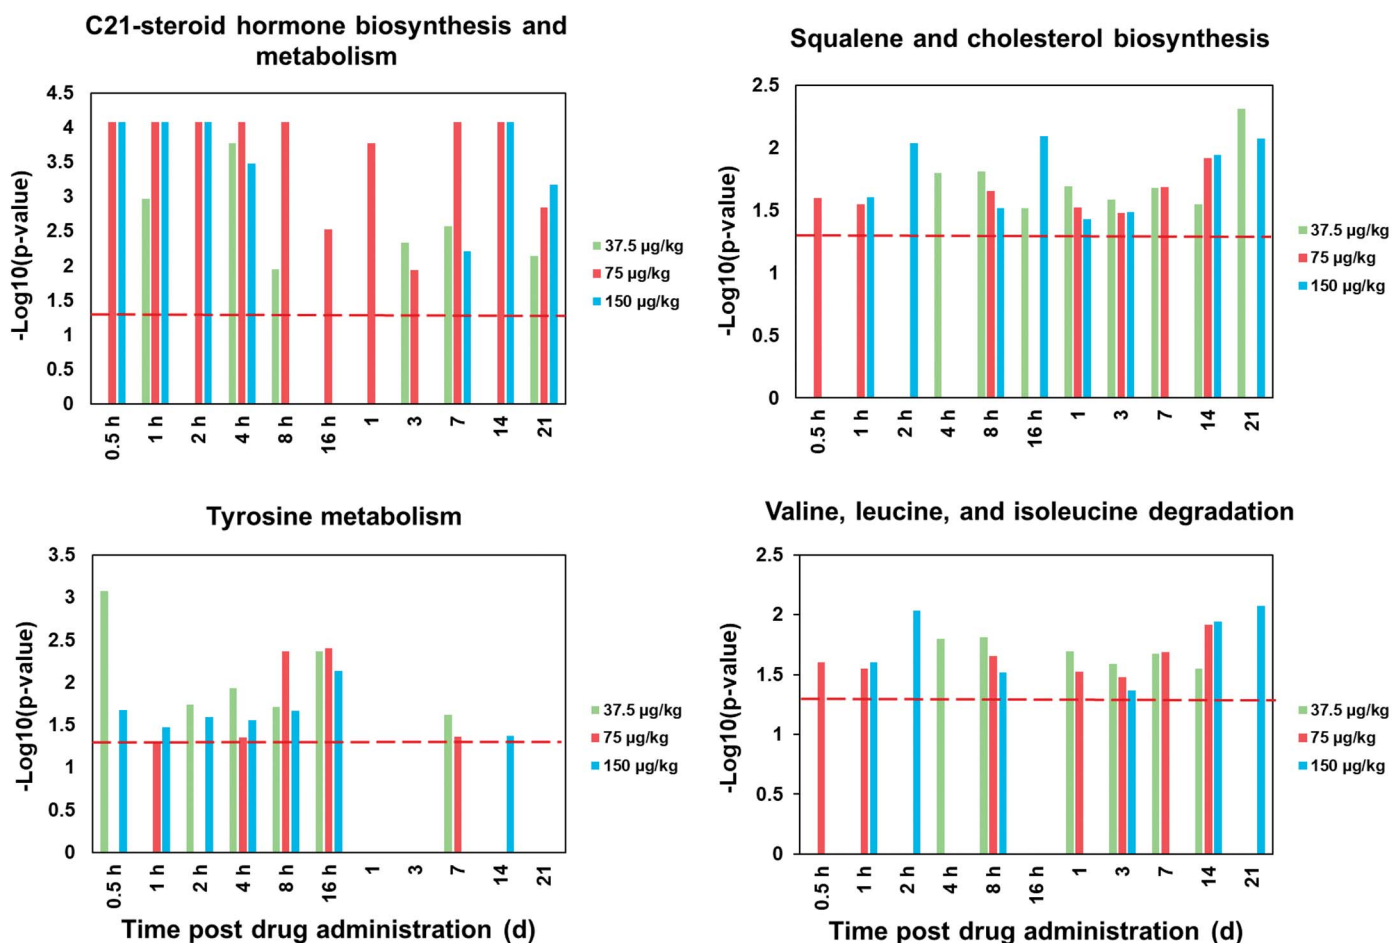 C21-steroid hormone biosynthesis and
metabolism
-Log10(p-value)
4.5
4
3.5
3
2.5
2
1.5
1
0.5
0
0.5 h
1 h
2 h
4 h
8 h
16 h
1
3
7
14
21
37.5 µg/kg
75 µg/kg
150 µg/kg
Squalene and cholesterol biosynthesis
-Log10(p-value)
2.5
2
1.5
1
0.5
0
0.5 h
1 h
2 h
4 h
8 h
16 h
1
3
7
14
21
37.5 µg/kg
75 µg/kg
150 µg/kg
Tyrosine metabolism
-Log10(p-value)
3.5
3
2.5
2
1.5
1
0.5
0
0.5 h
1 h
2 h
4 h
8 h
16 h
1
3
7
14
21
37.5 µg/kg
75 µg/kg
150 µg/kg
Time post drug administration (d)
Valine, leucine, and isoleucine degradation
-Log10(p-value)
2.5
2
1.5
1
0.5
0
0.5 h
1 h
2 h
4 h
8 h
16 h
1
3
7
14
21
37.5 µg/kg
75 µg/kg
150 µg/kg
Time post drug administration (d)